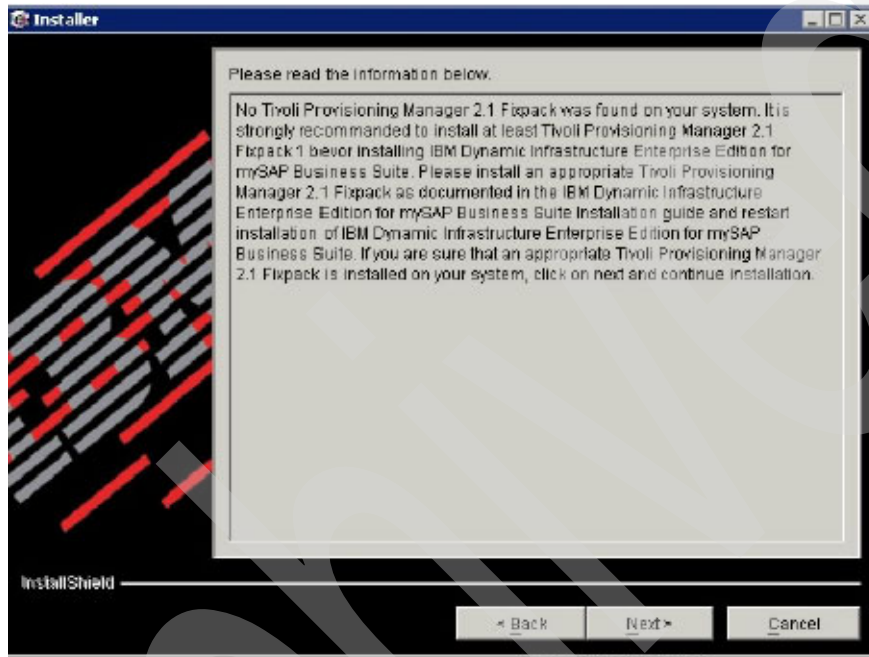 Installer
Please read the information below.
No Tivoli Provisioning Manager 2.1 Fixpack was found on your system. It is
strongly recommanded to install at least Tivoli Provisioning Manager 2.1
Fixpack 1 bevor installing IBM Dynamic Infrastructure Enterprise Edition for
mySAP Business Suite. Please install an appropriate Tivoli Provisioning
Manager 2.1 Fixpack as documented in the IBM Dynamic Infrastructure
Enterprise Edition for mySAP Business Suite Installation guide and restart
installation of IBM Dynamic Infrastructure Enterprise Edition for mySAP
Business Suite. If you are sure that an appropriate Tivoli Provisioning Manager
2.1 Fixpack is installed on your system, click on next and continue installation.
InstallShield
< Back
Next >
Cancel